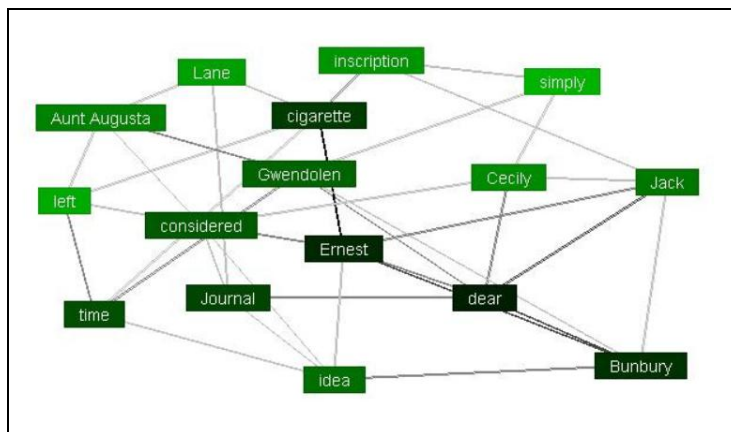 inscription
Lane
simply
Aunt Augusta
cigarette
Gwendolen
Cecily
Jack
left
considered
Ernest
Journal
dear
time
Bunbury
idea